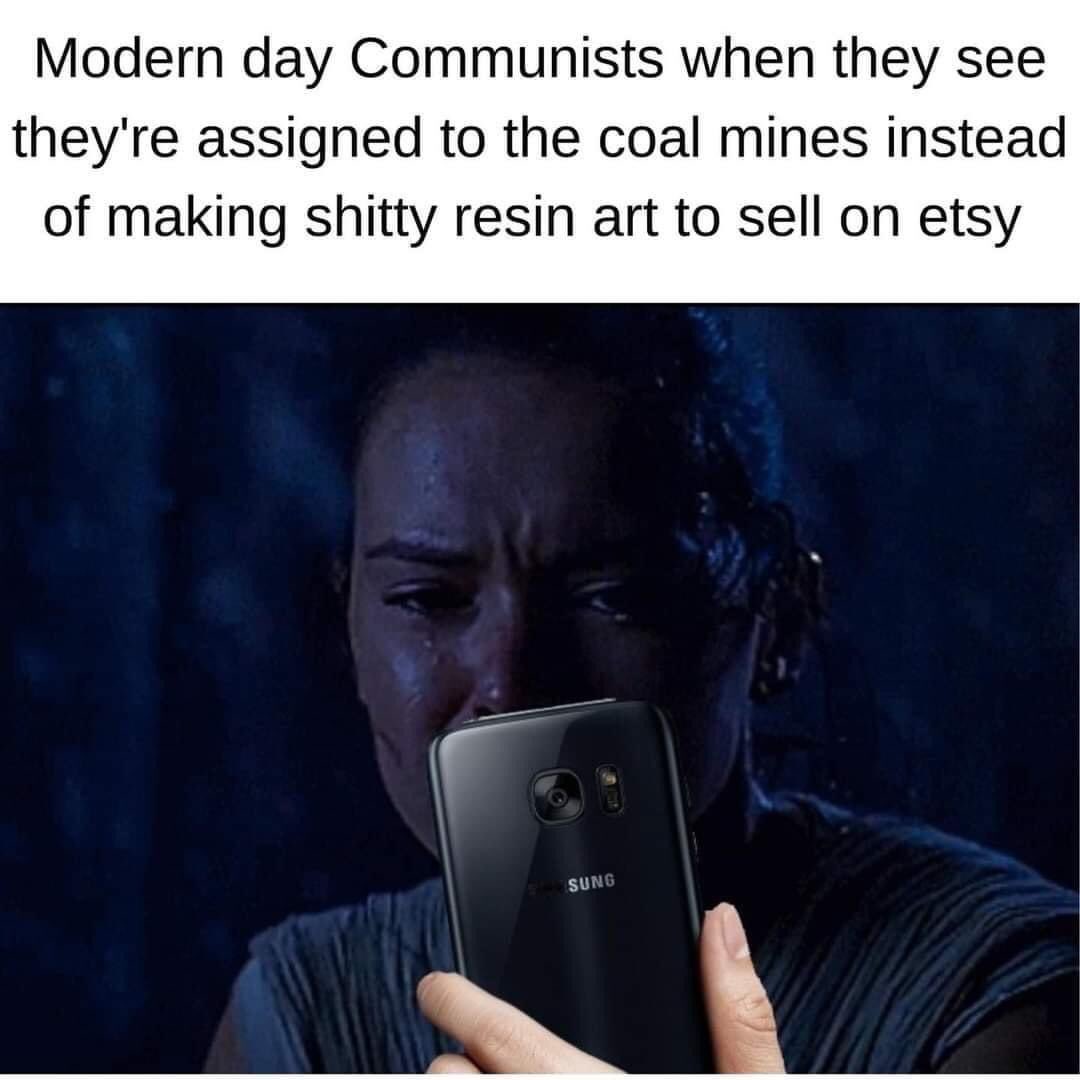 Modern day Communists when they see
they're assigned to the coal mines instead
of making shitty resin art to sell on etsy
SUNG